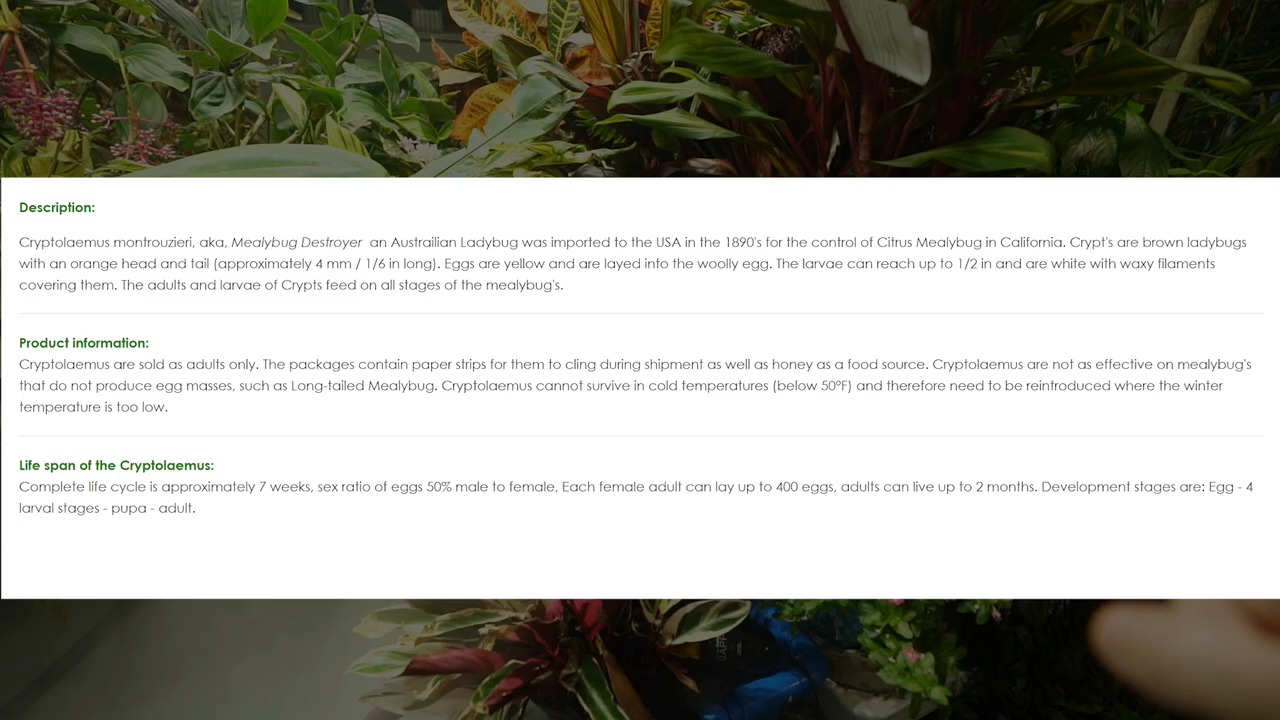 Description:
Cryptolaemus montrouzieri, aka, Mealybug Destroyer an Austrailian Ladybug was imported to the USA in the 1890's for the control of Citrus Mealybug in California. Crypt's are brown ladybugs
with an orange head and tail (approximately 4 mm / 1/6 in long). Eggs are yellow and are layed into the woolly egg. The larvae can reach up to 1/2 in and are white with waxy filaments
covering them. The adults and larvae of Crypts feed on all stages of the mealybug's.
Product information:
Cryptolaemus are sold as adults only. The packages contain paper strips for them to cling during shipment as well as honey as a food source. Cryptolaemus are not as effective on mealybug's
that do not produce egg masses, such as Long-tailed Mealybug. Cryptolaemus cannot survive in cold temperatures (below 50°F) and therefore need to be reintroduced where the winter
temperature is too low.
Life span of the Cryptolaemus:
Complete life cycle is approximately 7 weeks, sex ratio of eggs 50% male to female, Each female adult can lay up to 400 eggs, adults can live up to 2 months. Development stages are: Egg - 4
larval stages - pupa - adult.